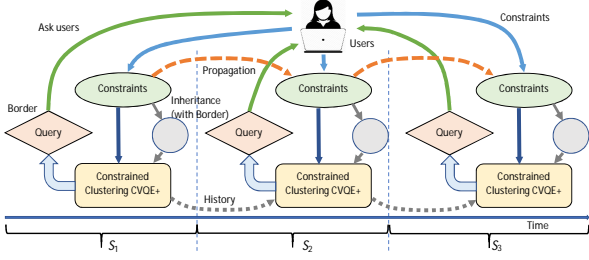 Ask users
Constraints
Users
Propagation
Constraints
Constraints
Constraints
Border
Inheritance
(with Border)
Query
Query
Query
Constrained
Clustering CVQE+
Constrained
Clustering CVQE+
Constrained
Clustering CVQE+
History
Time
S1
S2
S3